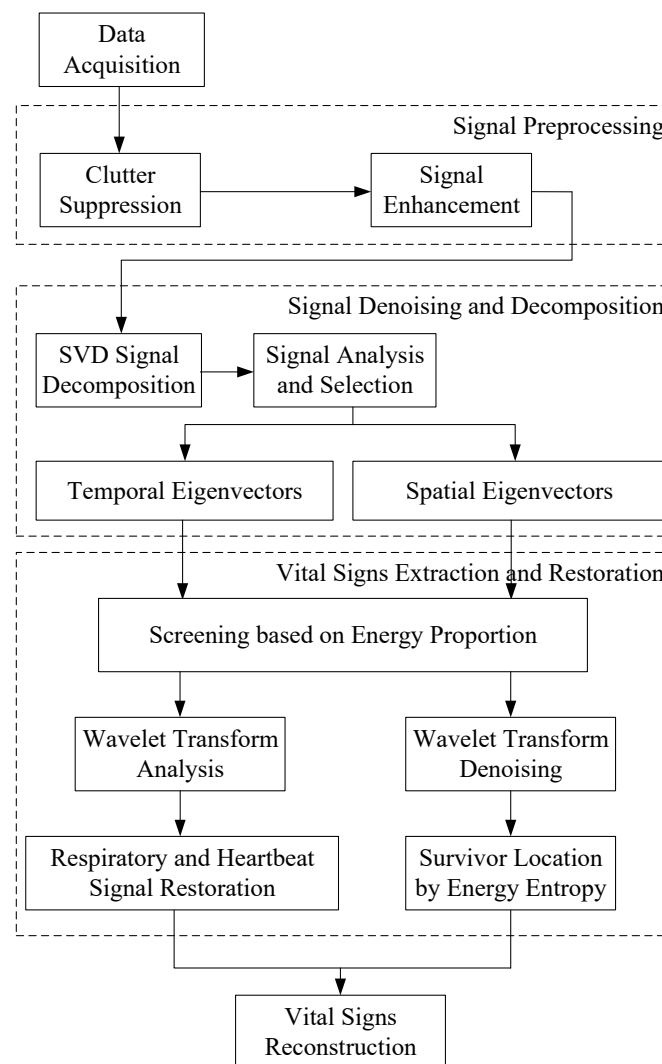 Data
Acquisition
Signal Preprocessing
Clutter
Suppression
Signal
Enhancement
Signal Denoising and Decomposition
SVD Signal
Decomposition
Signal Analysis
and Selection
Temporal Eigenvectors
Spatial Eigenvectors
Vital Signs Extraction and Restoration
Screening based on Energy Proportion
Wavelet Transform
Analysis
Wavelet Transform
Denoising
Respiratory and Heartbeat
Signal Restoration
Survivor Location
by Energy Entropy
Vital Signs
Reconstruction